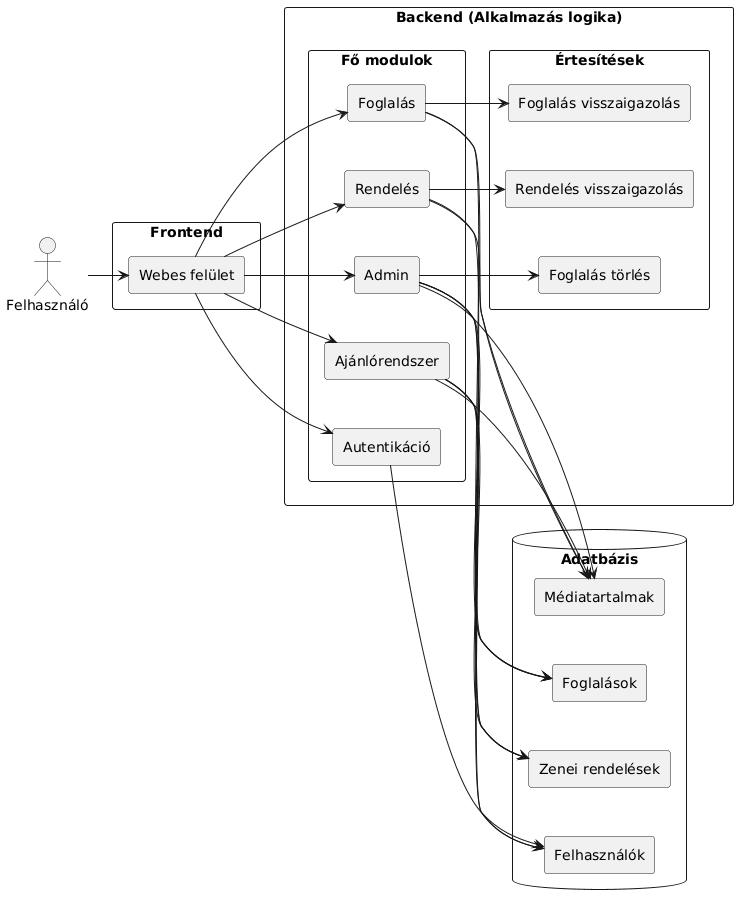 Backend (Alkalmazás logika)
Fő modulok
Értesítések
Foglalás
Foglalás visszaigazolás
Rendelés
Rendelés visszaigazolás
Frontend
Felhasználó
Webes felület
Admin
Foglalás törlés
Ajánlórendszer
Autentikáció
Adatbázis
Médiatartalmak
Foglalások
Zenei rendelések
Felhasználók